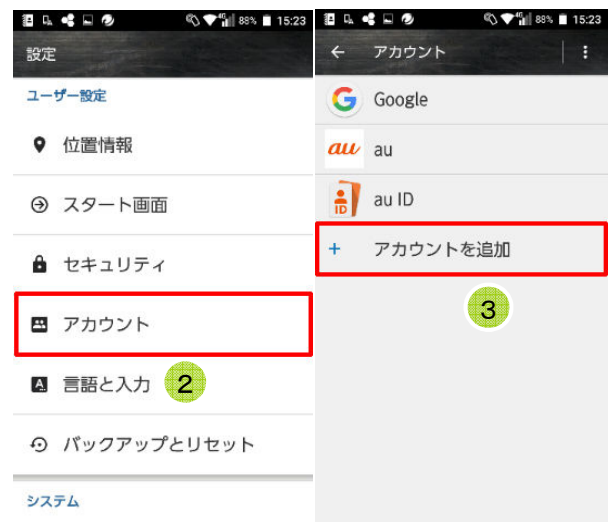 88% 15:23
設定
ユーザー設定
位置情報
スタート画面
セキュリティ
アカウント
言語と入力 2
バックアップとリセット
システム
88% 15:23
アカウント
Google
au au
ID au ID
アカウントを追加
3